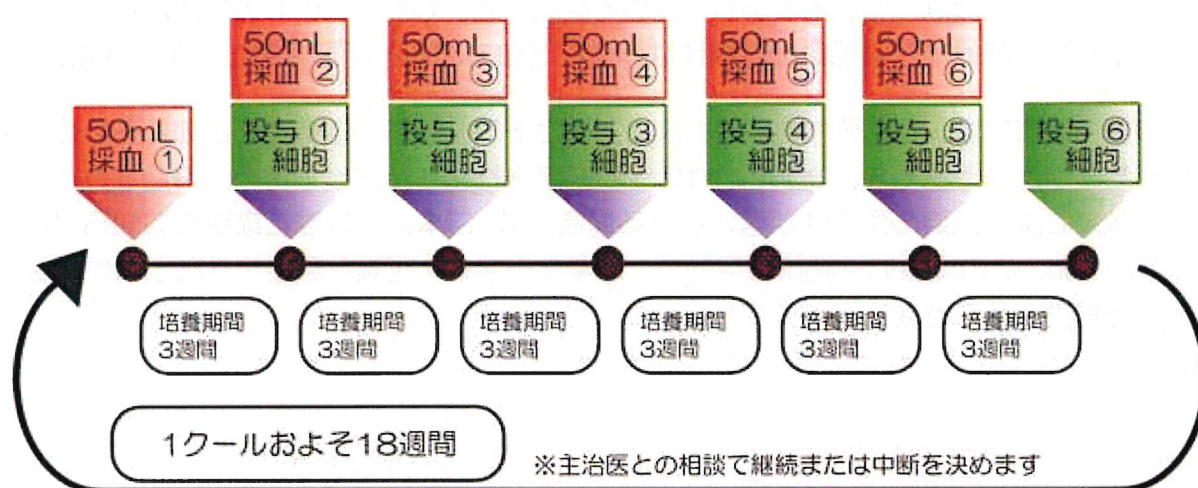 50mL
採血 ①
50mL
採血 ②
投与 ①
細胞
50mL
採血 ③
投与 ②
細胞
50mL
採血 ④
投与 ③
細胞
50mL
採血 ⑤
投与 ④
細胞
50mL
採血 ⑥
投与 ⑤
細胞
投与 ⑥
細胞
培養期間
3週間
培養期間
3週間
培養期間
3週間
培養期間
3週間
培養期間
3週間
培養期間
3週間
1クールおよそ18週間
※主治医との相談で継続または中断を決めます